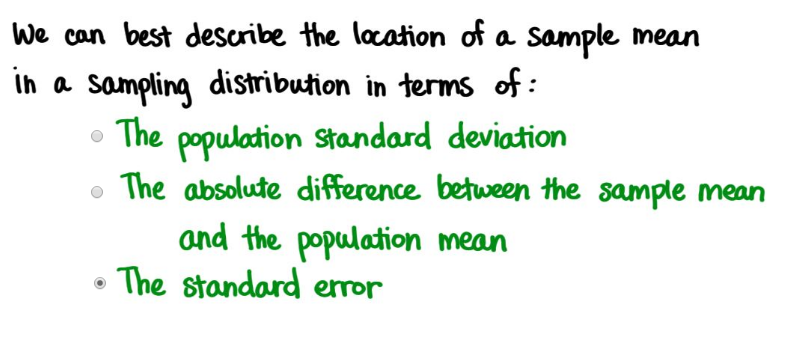 We can best describe the location of a sample mean
in a sampling distribution in terms of:
The population standard deviation
The absolute difference between the sample mean
and the population mean
The standard error